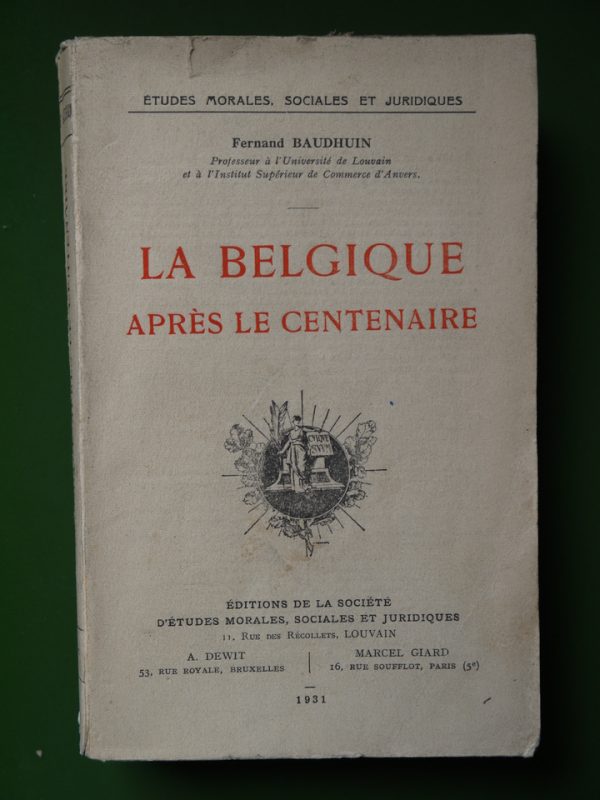 ÉTUDES MORALES, SOCIALES ET JURIDIQUES
Fernand BAUDHUIN
Professeur à l'Université de Louvain
et à l'Institut Supérieur de Commerce d'Anvers.
LA BELGIQUE
APRÈS LE CENTENAIRE
CUIQUE
SUUM
ÉDITIONS DE LA SOCIÉTÉ
D'ÉTUDES MORALES, SOCIALES ET JURIDIQUES
11, RUE DES RÉCOLLETS, LOUVAIN
A. DEWIT
53, RUE ROYALE, BRUXELLES
MARCEL GIARD
16, RUE SOUFFLOT, PARIS (5e)
1931